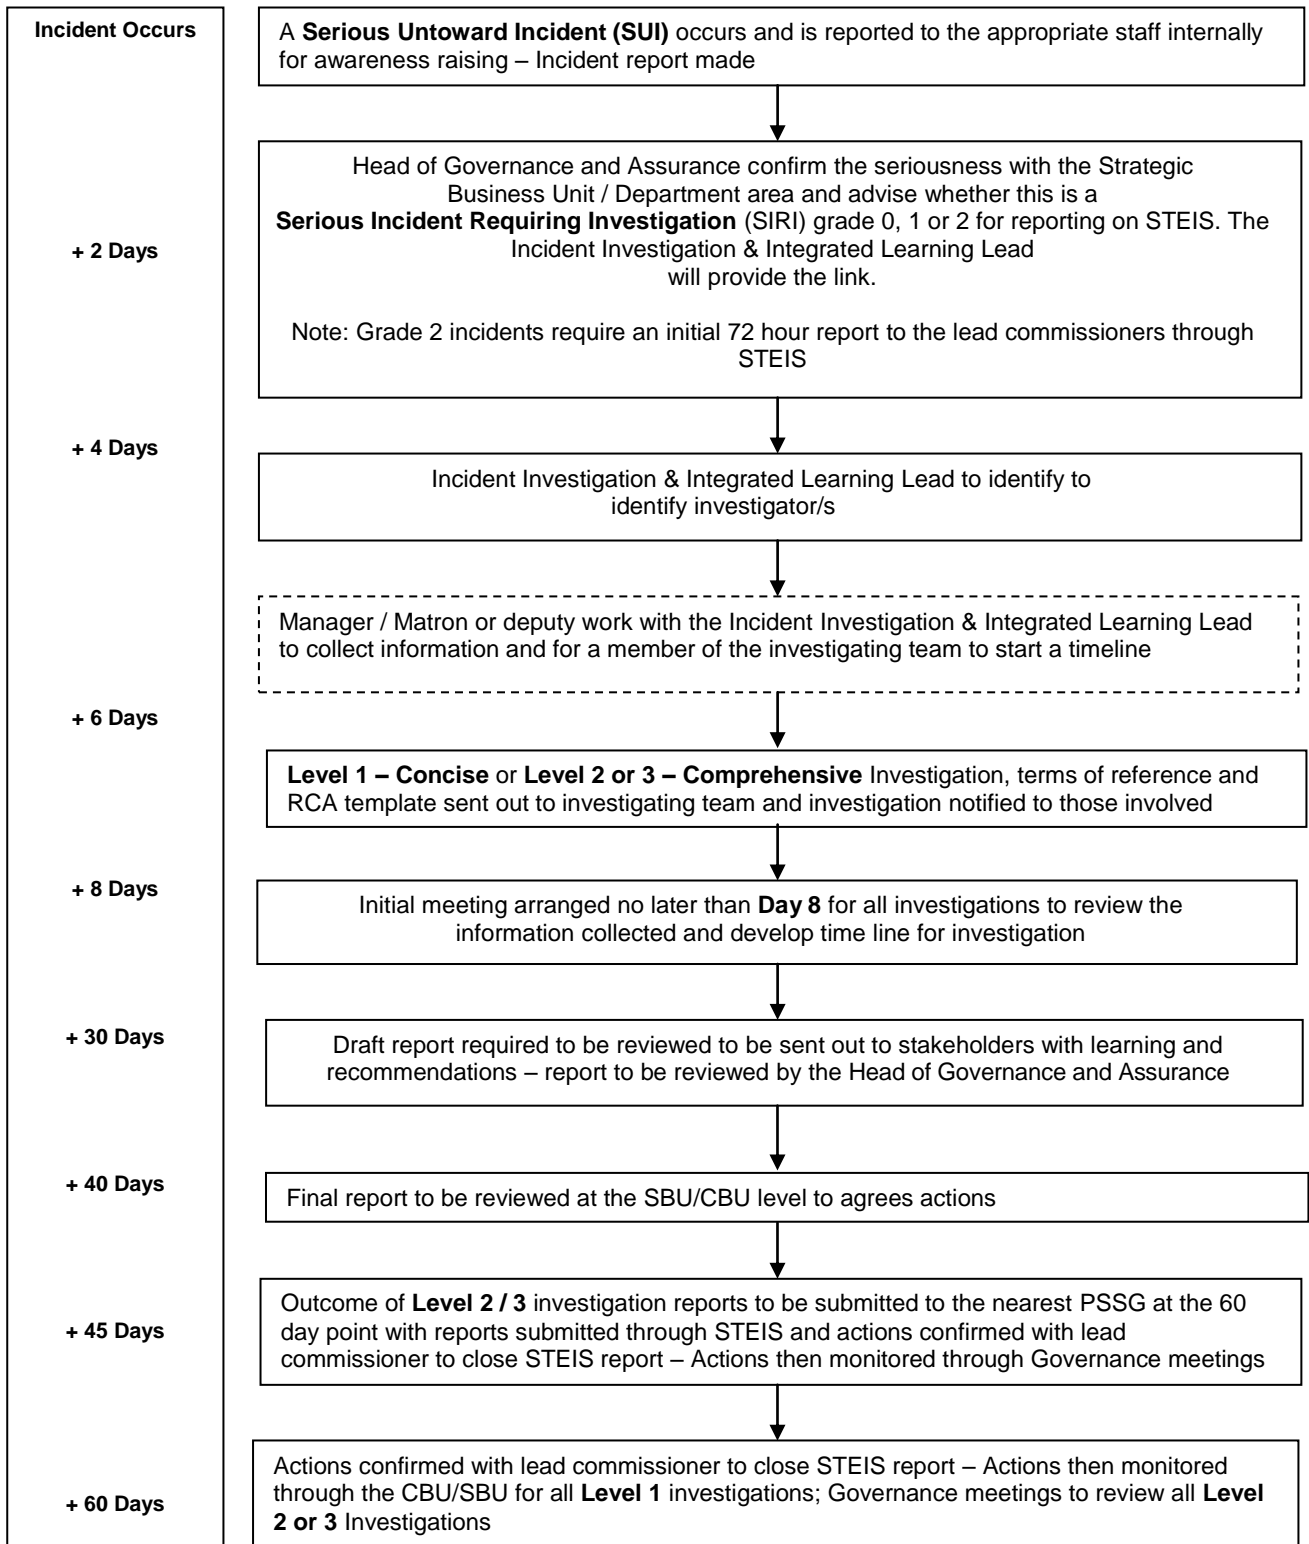 Incident Occurs
A Serious Untoward Incident (SUI) occurs and is reported to the appropriate staff internally
for awareness raising – Incident report made
+ 2 Days
Head of Governance and Assurance confirm the seriousness with the Strategic
Business Unit / Department area and advise whether this is a
Serious Incident Requiring Investigation (SIRI) grade 0, 1 or 2 for reporting on STEIS. The
Incident Investigation & Integrated Learning Lead
will provide the link.
Note: Grade 2 incidents require an initial 72 hour report to the lead commissioners through
STEIS
+ 4 Days
Incident Investigation & Integrated Learning Lead to identify to
identify investigator/s
Manager / Matron or deputy work with the Incident Investigation & Integrated Learning Lead
to collect information and for a member of the investigating team to start a timeline
+ 6 Days
Level 1 – Concise or Level 2 or 3 – Comprehensive Investigation, terms of reference and
RCA template sent out to investigating team and investigation notified to those involved
+ 8 Days
Initial meeting arranged no later than Day 8 for all investigations to review the
information collected and develop time line for investigation
+ 30 Days
Draft report required to be reviewed to be sent out to stakeholders with learning and
recommendations – report to be reviewed by the Head of Governance and Assurance
+ 40 Days
Final report to be reviewed at the SBU/CBU level to agrees actions
+ 45 Days
Outcome of Level 2 / 3 investigation reports to be submitted to the nearest PSSG at the 60
day point with reports submitted through STEIS and actions confirmed with lead
commissioner to close STEIS report – Actions then monitored through Governance meetings
+ 60 Days
Actions confirmed with lead commissioner to close STEIS report – Actions then monitored
through the CBU/SBU for all Level 1 investigations; Governance meetings to review all Level
2 or 3 Investigations